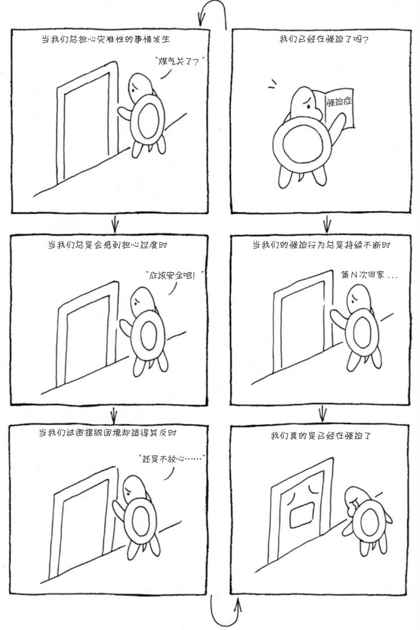 当我们总担心灾难性的事情发生
“煤气关了?”
我们已经在强迫了吗?
强迫症
当我们总是会感到担心过度时
“应该安全吧!”
当我们的强迫行为总是持续不断时
第N次回家...
当我们试图摆脱困境却适得其反时
“还是不放心……”
我们真的是已经在强迫了